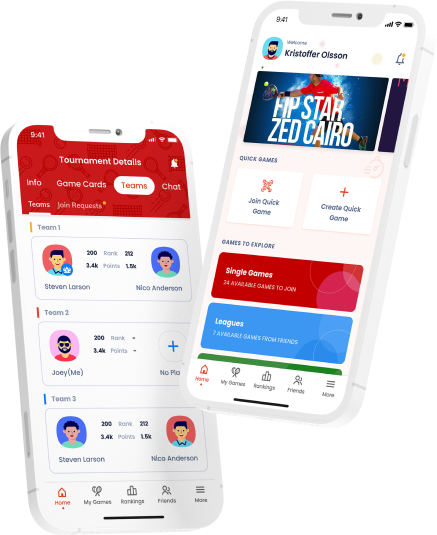 9:41
Welcome
Kristoffer Olsson
FIP STAR
ZED CAIRO
QUICK GAMES
Join Quick
Game
Create Quick
Game
GAMES TO EXPLORE
Single Games
24 AVAILABLE GAMES TO JOIN
Leagues
7 AVAILABLE GAMES FROM FRIENDS
Home
My Games
Rankings
Friends
More
9:41
Tournament Details
Info
Game Cards
Teams
Chat
Teams
Join Requests
Team 1
200 Rank 212
3.4k Points 1.5k
Steven Larson
Nico Anderson
Team 2
200 Rank -
3.4k Points -
Joey(Me)
No Pla
Team 3
200 Rank 212
3.4k Points 1.5k
Steven Larson
Nico Anderson
Home
My Games
Rankings
Friends
More